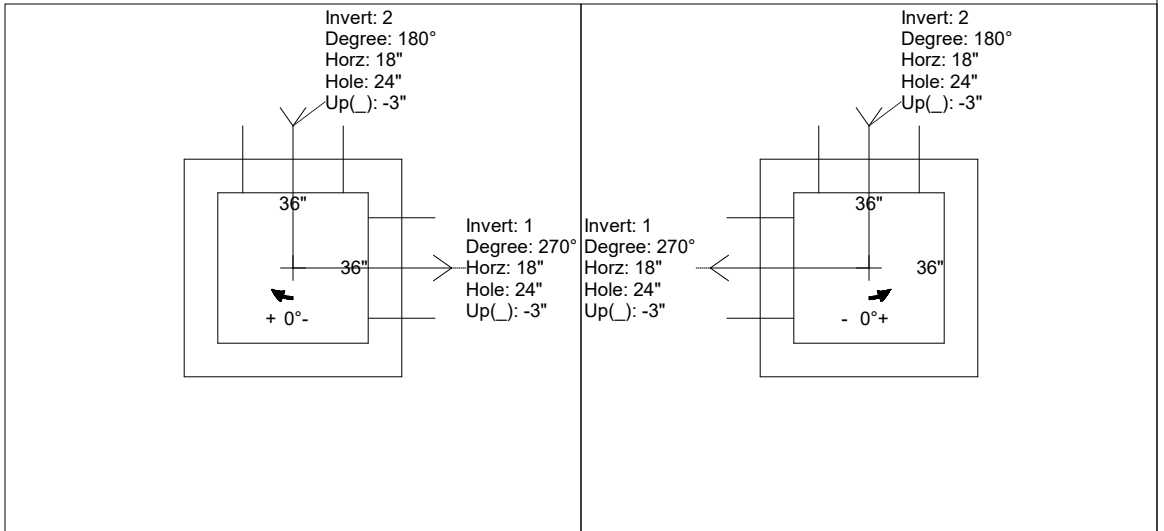 Invert: 2
Degree: 180°
Horz: 18"
Hole: 24"
Up(_): -3"
36"
36"
Invert: 1
Degree: 270°
Horz: 18"
Hole: 24"
Up(_): -3"
+ 0°-
Invert: 2
Degree: 180°
Horz: 18"
Hole: 24"
Up(_): -3"
36"
36"
Invert: 1
Degree: 270°
Horz: 18"
Hole: 24"
Up(_): -3"
- 0°+